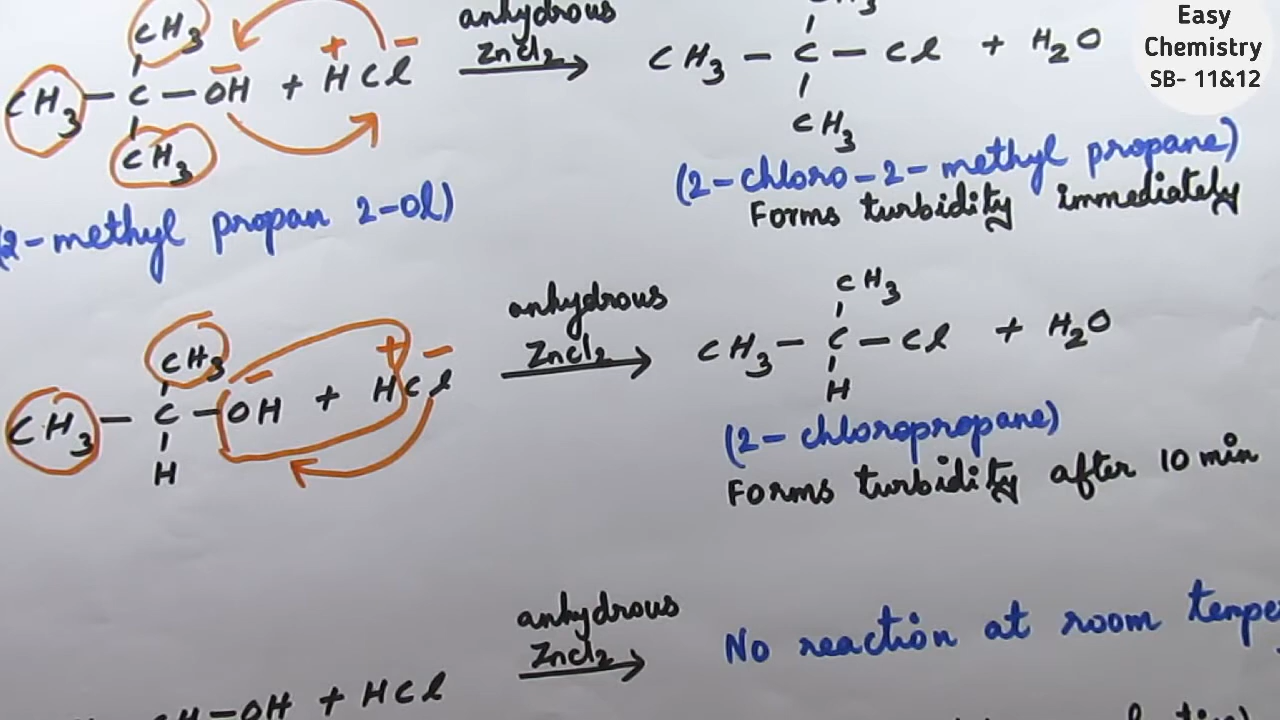 CH3
CH3 - C - OH + HCl
CH3
(2-methyl propan 2-ol)
anhydrous
ZnCl2
CH3 - C - Cl + H2O
CH3
(2-chloro-2-methyl propane)
Forms turbidity immediately
Easy
Chemistry
SB- 11&12
CH3
CH3 - C - OH + HCl
H
anhydrous
ZnCl2
CH3
CH3 - C - Cl + H2O
H
(2-chloropropane)
Forms turbidity after 10 min
OH + HCl
anhydrous
ZnCl2
No reaction at room